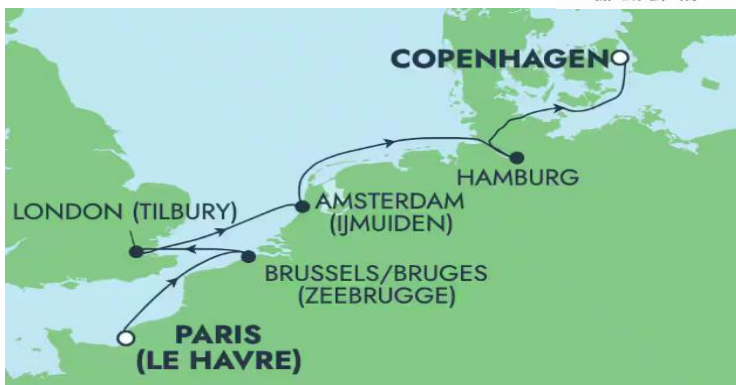 COPENHAGEN
HAMBURG
AMSTERDAM
(IJMUIDEN)
LONDON (TILBURY)
BRUSSELS/BRUGES
(ZEEBRUGGE)
PARIS
(LE HAVRE)